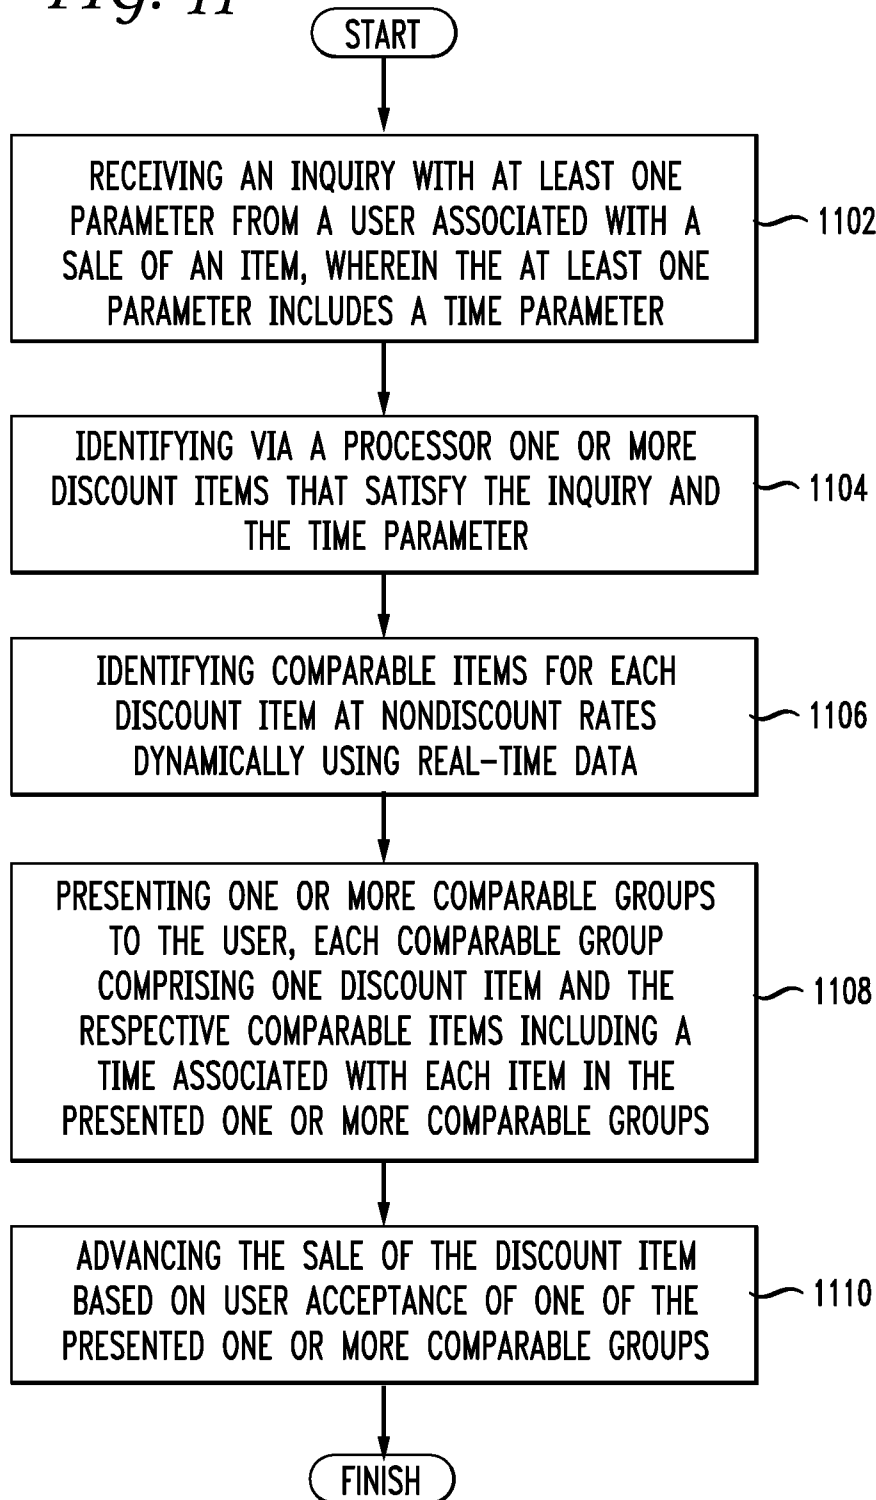 Fig. 11
START
RECEIVING AN INQUIRY WITH AT LEAST ONE
PARAMETER FROM A USER ASSOCIATED WITH A
SALE OF AN ITEM, WHEREIN THE AT LEAST ONE
PARAMETER INCLUDES A TIME PARAMETER
1102
IDENTIFYING VIA A PROCESSOR ONE OR MORE
DISCOUNT ITEMS THAT SATISFY THE INQUIRY AND
THE TIME PARAMETER
1104
IDENTIFYING COMPARABLE ITEMS FOR EACH
DISCOUNT ITEM AT NONDISCOUNT RATES
DYNAMICALLY USING REAL-TIME DATA
1106
PRESENTING ONE OR MORE COMPARABLE GROUPS
TO THE USER, EACH COMPARABLE GROUP
COMPRISING ONE DISCOUNT ITEM AND THE
RESPECTIVE COMPARABLE ITEMS INCLUDING A
TIME ASSOCIATED WITH EACH ITEM IN THE
PRESENTED ONE OR MORE COMPARABLE GROUPS
1108
ADVANCING THE SALE OF THE DISCOUNT ITEM
BASED ON USER ACCEPTANCE OF ONE OF THE
PRESENTED ONE OR MORE COMPARABLE GROUPS
1110
FINISH